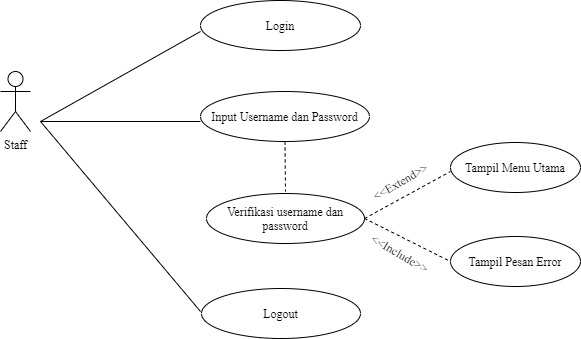 Login
Input Username dan Password
Staff
Tampil Menu Utama
<<Extend>>
Verifikasi username dan
password
<<Include>>
Tampil Pesan Error
Logout